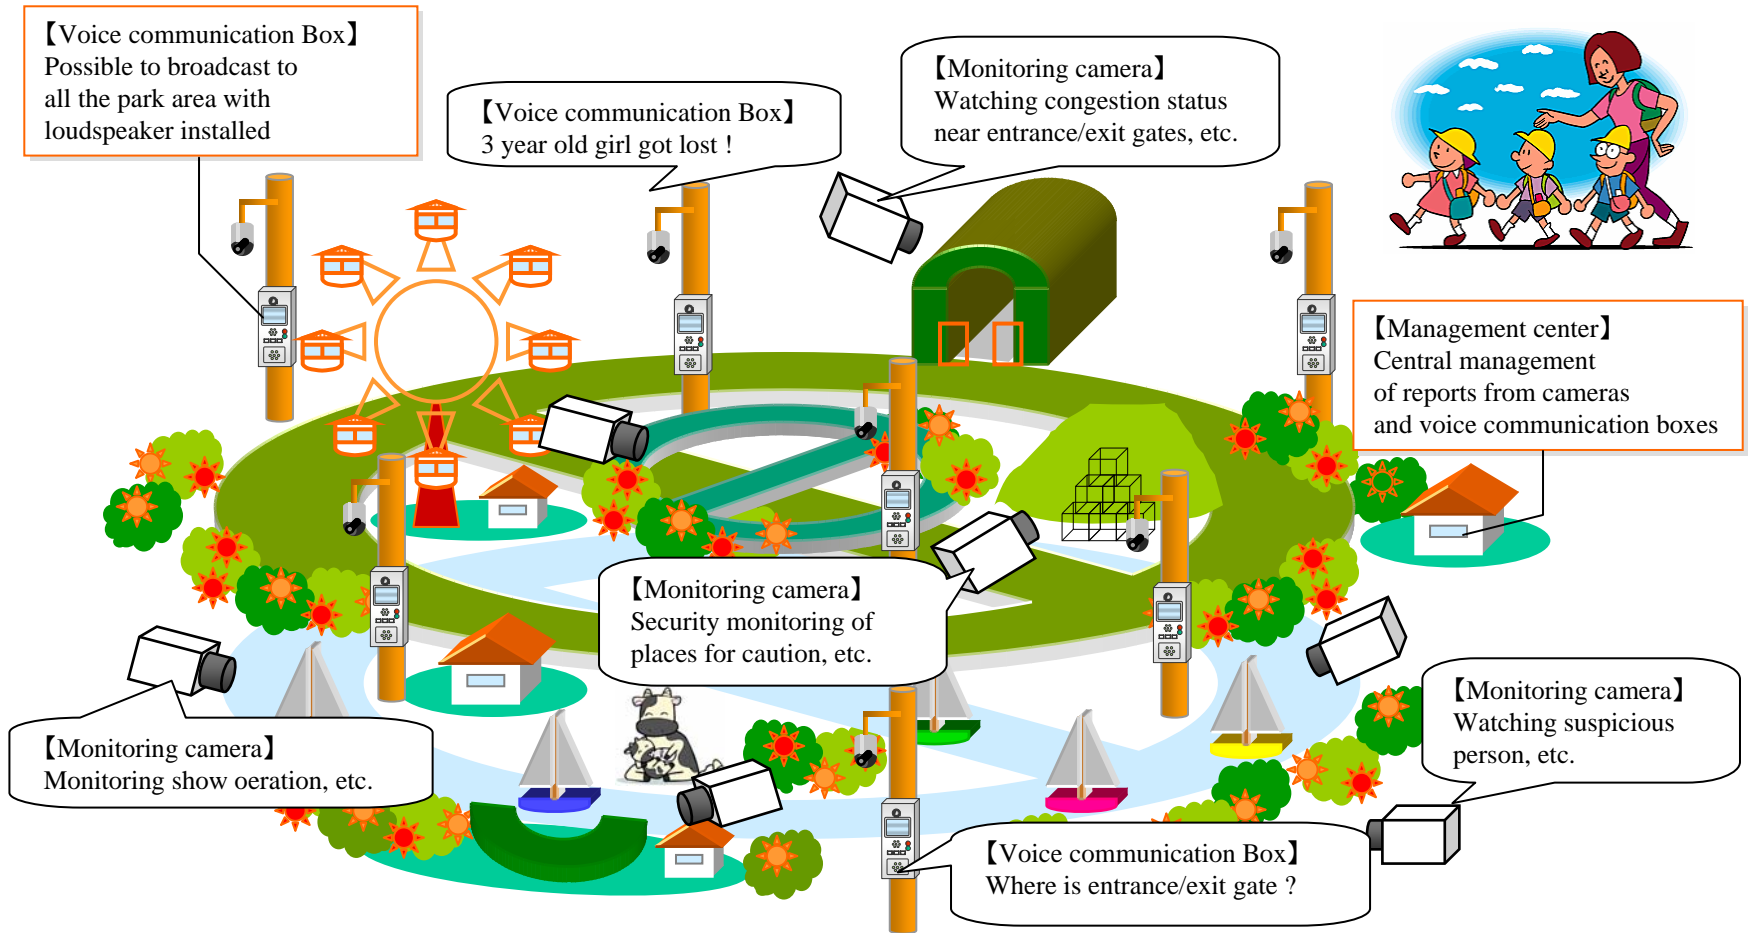 【Voice communication Box】
Possible to broadcast to
all the park area with
loudspeaker installed
【Voice communication Box】
3 year old girl got lost !
【Monitoring camera】
Watching congestion status
near entrance/exit gates, etc.
【Management center】
Central management
of reports from cameras
and voice communication boxes
【Monitoring camera】
Security monitoring of
places for caution, etc.
【Monitoring camera】
Monitoring show oeration, etc.
【Monitoring camera】
Watching suspicious
person, etc.
【Voice communication Box】
Where is entrance/exit gate ?